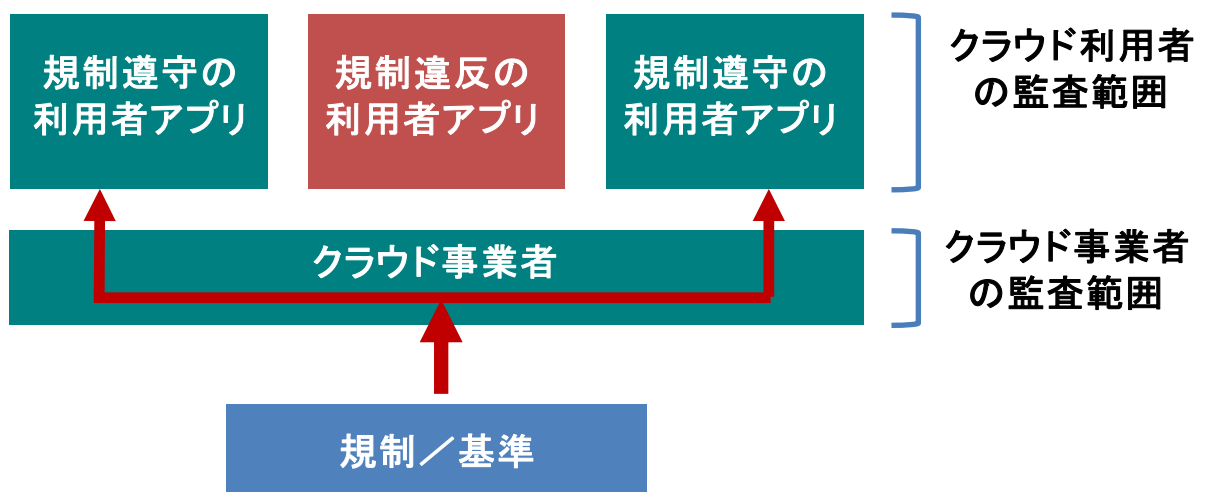 規制遵守の
利用者アプリ
規制違反の
利用者アプリ
規制遵守の
利用者アプリ
クラウド利用者
の監査範囲
クラウド事業者
クラウド事業者
の監査範囲
規制／基準